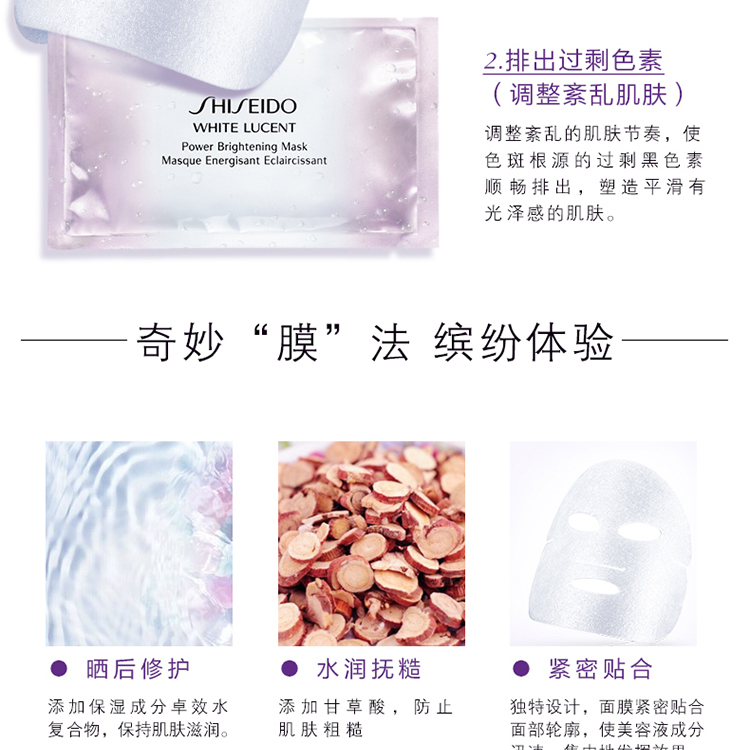 SHISEIDO
WHITE LUCENT
Power Brightening Mask
Masque Energisant Eclaircissant
2.排出过剩色素
（调整紊乱肌肤）
调整紊乱的肌肤节奏，使
色斑根源的过剩黑色素
顺畅排出，塑造平滑有
光泽感的肌肤。
奇妙“膜”法 缤纷体验
● 晒后修护
添加保湿成分卓效水
复合物，保持肌肤滋润。
● 水润抚糙
添加甘草酸，防止
肌肤粗糙
● 紧密贴合
独特设计，面膜紧密贴合
面部轮廓，使美容液成分